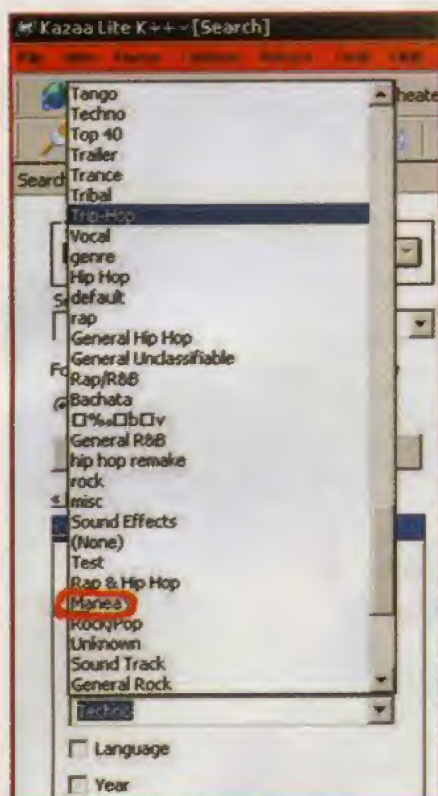 Kazaa Lite K++ - [Search]
heate
Search
Tango
Techno
Top 40
Trailer
Trance
Tribal
Trip-Hop
Vocal
genre
Hip Hop
default
rap
General Hip Hop
General Unclassifiable
Rap/R&B
Bachata
□‰□b□v
General R&B
hip hop remake
rock
misc
Sound Effects
(None)
Test
Rap & Hip Hop
Manea
Rock/Pop
Unknown
Sound Track
General Rock
Techno
Language
Year